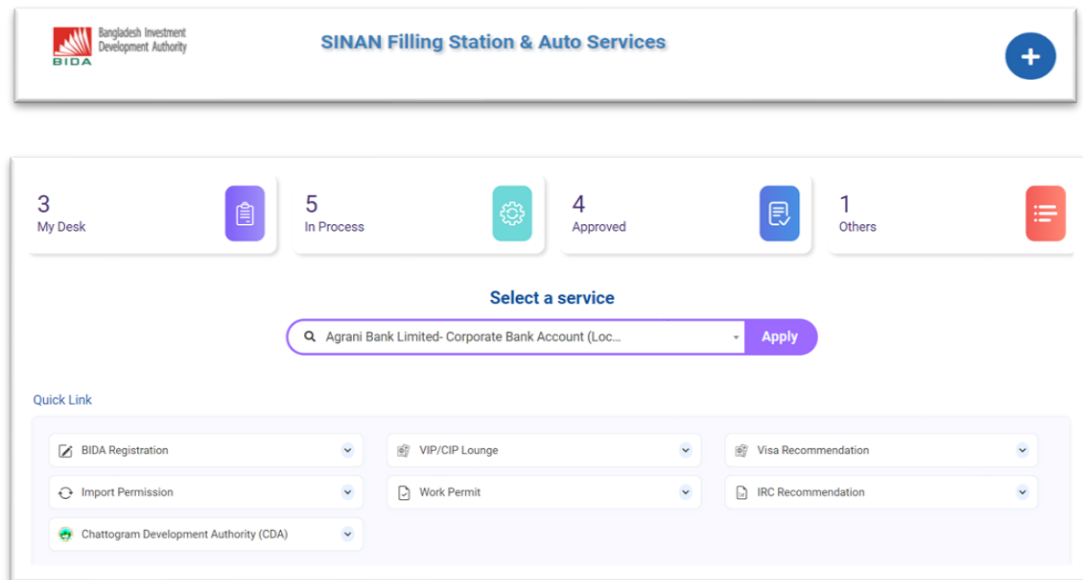 Bangladesh Investment
Development Authority
BIDA
SINAN Filling Station & Auto Services
3
My Desk
5
In Process
4
Approved
1
Others
Select a service
Agrani Bank Limited- Corporate Bank Account (Loc...
Apply
Quick Link
BIDA Registration
VIP/CIP Lounge
Visa Recommendation
Import Permission
Work Permit
IRC Recommendation
Chattogram Development Authority (CDA)